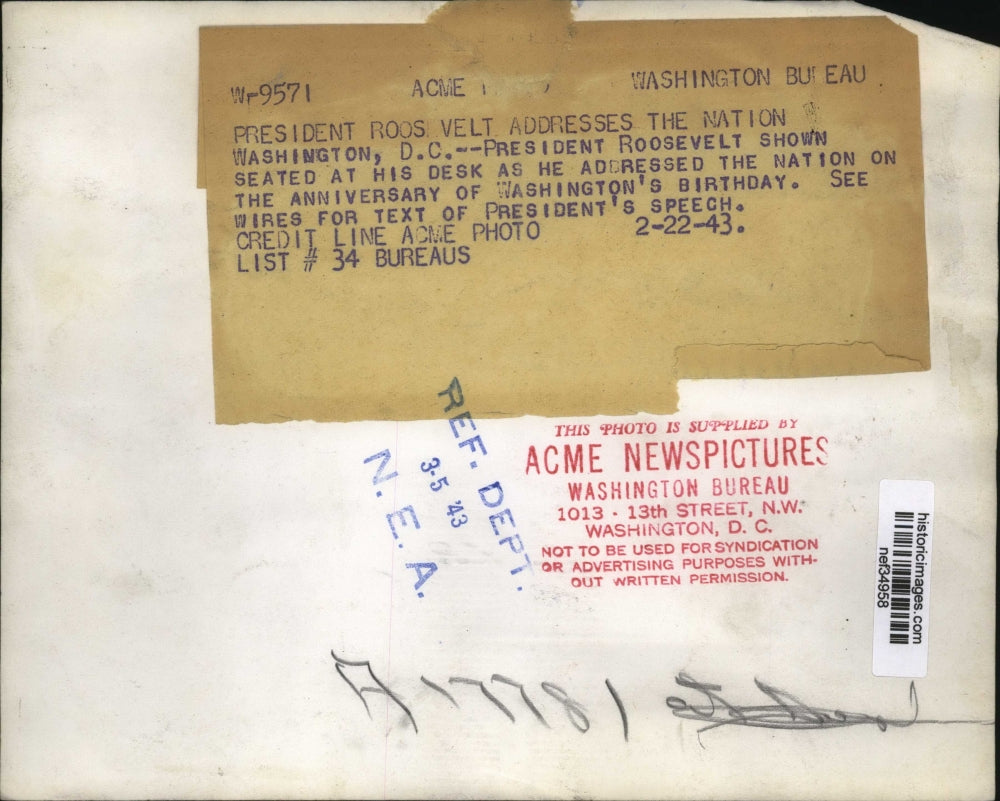 W-9571 ACME WASHINGTON BU EAU
PRESIDENT ROOS VELT ADDRESSES THE NATION
WASHINGTON, D.C.--PRESIDENT ROOSEVELT SHOWN
SEATED AT HIS DESK AS HE ADDRESSED THE NATION ON
THE ANNIVERSARY OF WASHINGTON'S BIRTHDAY. SEE
WIRES FOR TEXT OF PRESIDENT'S SPEECH.
CREDIT LINE ACME PHOTO 2-22-43.
LIST # 34 BUREAUS
REF. DEPT.
3-5 '43
N. E. A.
THIS PHOTO IS SUPPLIED BY
ACME NEWSPICTURES
WASHINGTON BUREAU
1013 - 13th STREET, N.W.
WASHINGTON, D. C.
NOT TO BE USED FOR SYNDICATION
OR ADVERTISING PURPOSES WITH-
OUT WRITTEN PERMISSION.
historicimages.com
nef34958
A-17781